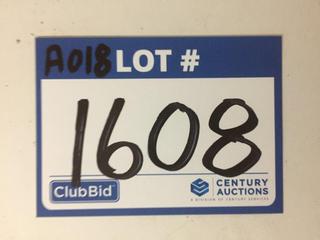 A018 LOT #
1608
ClubBid
CENTURY
AUCTIONS
A DIVISION OF CENTURY SERVICES